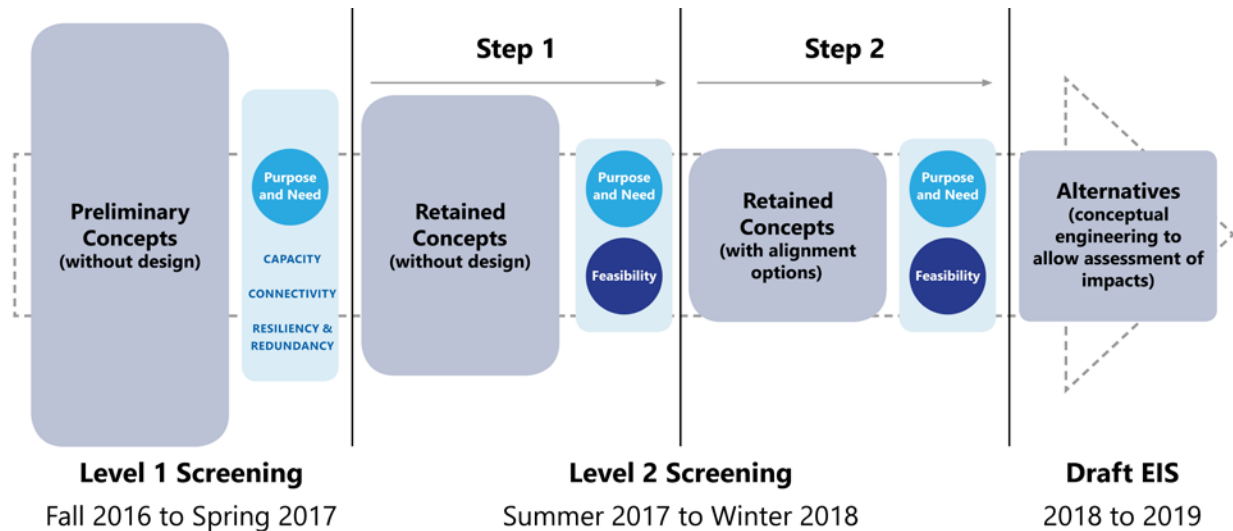 Step 1
Step 2
Preliminary
Concepts
(without design)
Purpose
and Need
CAPACITY
CONNECTIVITY
RESILIENCY &
REDUNDANCY
Retained
Concepts
(without design)
Purpose
and Need
Feasibility
Retained
Concepts
(with alignment
options)
Purpose
and Need
Feasibility
Alternatives
(conceptual
engineering to
allow assessment of
impacts)
Level 1 Screening
Fall 2016 to Spring 2017
Level 2 Screening
Summer 2017 to Winter 2018
Draft EIS
2018 to 2019